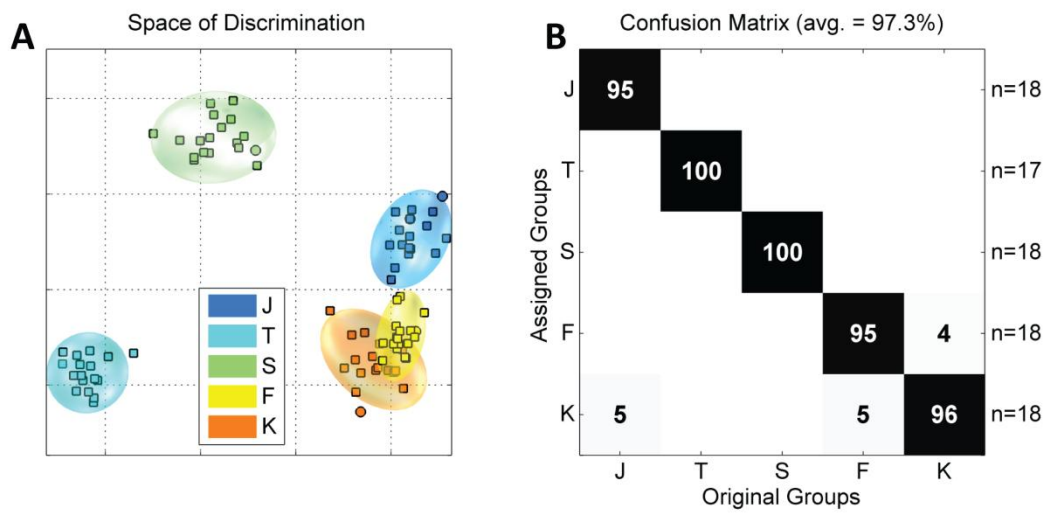 A
Space of Discrimination
J
T
S
F
K
B
Confusion Matrix (avg. = 97.3%)
Assigned Groups
J
95
n=18
T
100
n=17
S
100
n=18
F
95
4
n=18
K
5
5
96
n=18
J T S F K
Original Groups